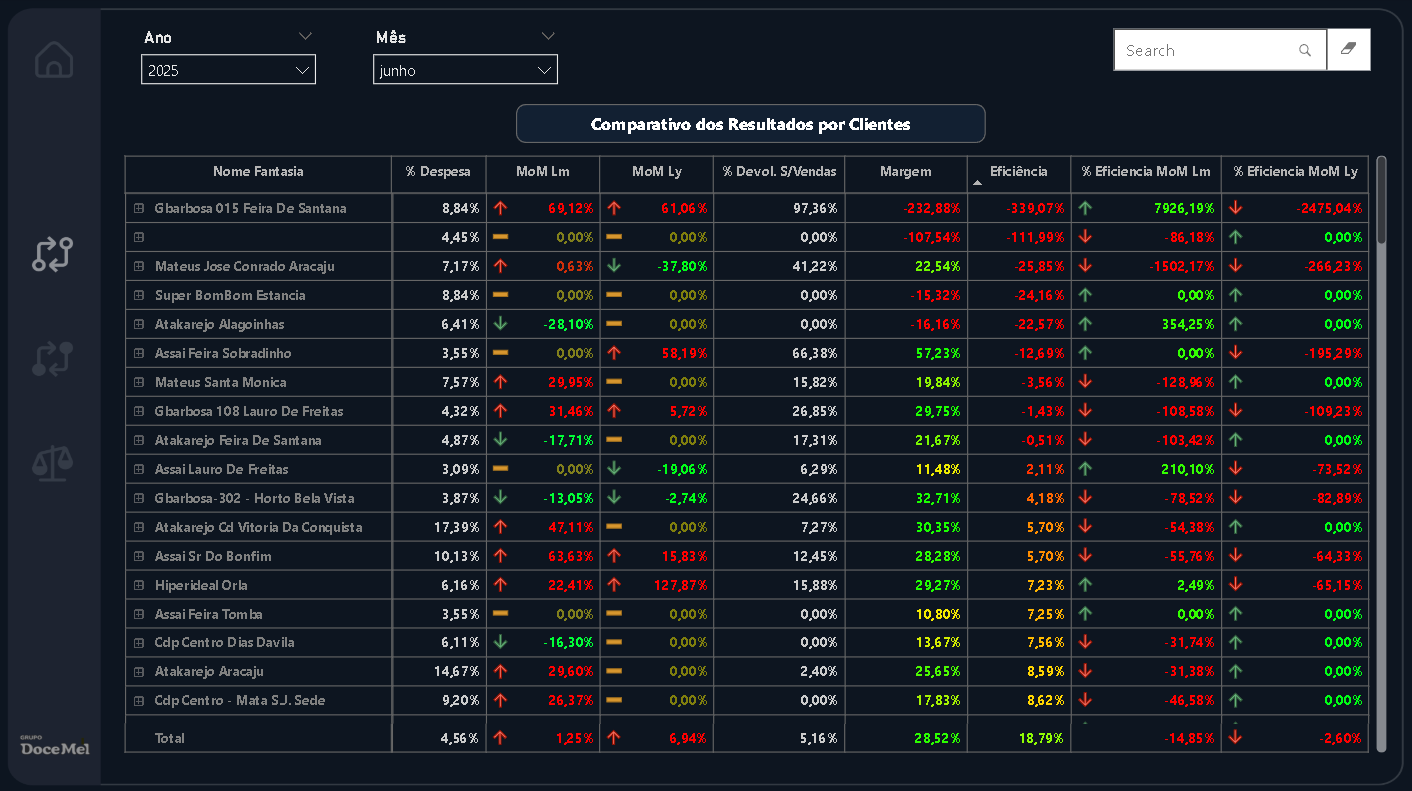 Ano
Mês
2025
junho
Search
Comparativo dos Resultados por Clientes
Nome Fantasia % Despesa MoM Lm MoM Ly % Devol. S/Vendas Margem Eficiência % Eficiencia MoM Lm % Eficiencia MoM Ly
Gbarbosa 015 Feira De Santana 8,84% 69,12% 61,06% 97,36% -232,88% -339,07% 7926,19% -2475,04%
4,45% 0,00% 0,00% 0,00% -107,54% -111,99% -86,18% 0,00%
Mateus Jose Conrado Aracaju 7,17% 0,63% -37,80% 41,22% 22,54% -25,85% -1502,17% -266,23%
Super BomBom Estancia 8,84% 0,00% 0,00% 0,00% -15,32% -24,16% 0,00% 0,00%
Atakarejo Alagoinhas 6,41% -28,10% 0,00% 0,00% -16,16% -22,57% 354,25% 0,00%
Assai Feira Sobradinho 3,55% 0,00% 58,19% 66,38% 57,23% -12,69% 0,00% -195,29%
Mateus Santa Monica 7,57% 29,95% 0,00% 15,82% 19,84% -3,56% -128,96% 0,00%
Gbarbosa 108 Lauro De Freitas 4,32% 31,46% 5,72% 26,85% 29,75% -1,43% -108,58% -109,23%
Atakarejo Feira De Santana 4,87% -17,71% 0,00% 17,31% 21,67% -0,51% -103,42% 0,00%
Assai Lauro De Freitas 3,09% 0,00% -19,06% 6,29% 11,48% 2,11% 210,10% -73,52%
Gbarbosa-302 - Horto Bela Vista 3,87% -13,05% -2,74% 24,66% 32,71% 4,18% -78,52% -82,89%
Atakarejo Cd Vitoria Da Conquista 17,39% 47,11% 0,00% 7,27% 30,35% 5,70% -54,38% 0,00%
Assai Sr Do Bonfim 10,13% 63,63% 15,83% 12,45% 28,28% 5,70% -55,76% -64,33%
Hiperideal Orla 6,16% 22,41% 127,87% 15,88% 29,27% 7,23% 2,49% -65,15%
Assai Feira Tomba 3,55% 0,00% 0,00% 0,00% 10,80% 7,25% 0,00% 0,00%
Cdp Centro Dias Davila 6,11% -16,30% 0,00% 0,00% 13,67% 7,56% -31,74% 0,00%
Atakarejo Aracaju 14,67% 29,60% 0,00% 2,40% 25,65% 8,59% -31,38% 0,00%
Cdp Centro - Mata S.J. Sede 9,20% 26,37% 0,00% 0,00% 17,83% 8,62% -46,58% 0,00%
Total 4,56% 1,25% 6,94% 5,16% 28,52% 18,79% -14,85% -2,60%
GRUPO
Doce Mel